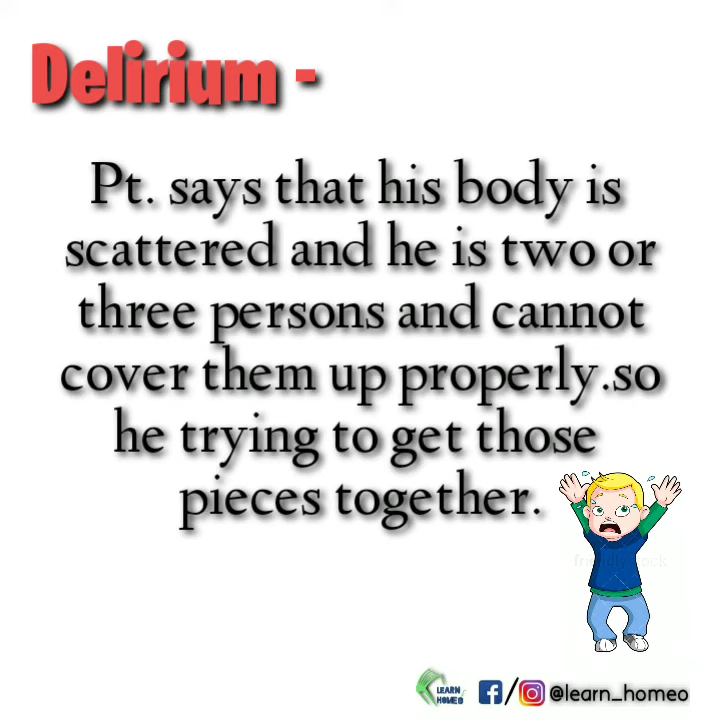 Delirium -
Pt. says that his body is
scattered and he is two or
three persons and cannot
cover them up properly.so
he trying to get those
pieces together.
LEARN
HOMEO
f/ @learn_homeo